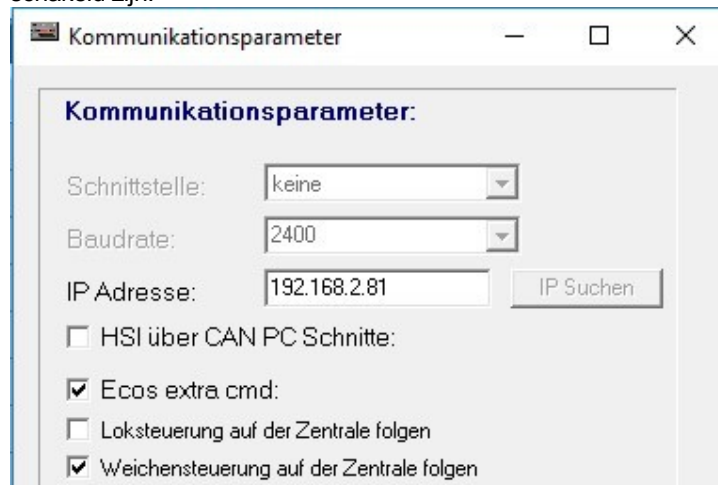 Kommunikationsparameter
Kommunikationsparameter:
Schnittstelle: keine
Baudrate: 2400
IP Adresse: 192.168.2.81 IP Suchen
HSI über CAN PC Schnitte:
Ecos extra cmd:
Loksteuerung auf der Zentrale folgen
Weichensteuerung auf der Zentrale folgen